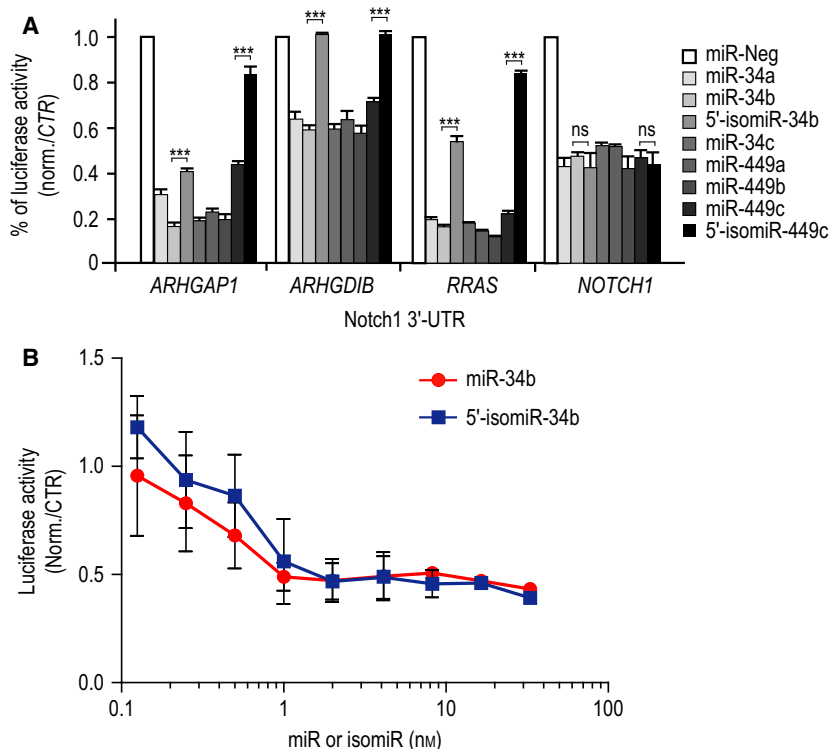 A
% of luciferase activity
(norm./CTR)
1.0
0.8
0.6
0.4
0.2
0
***
***
***
***
***
***
ns
ns
ARHGAP1
ARHGDIB
RRAS
NOTCH1
Notch1 3'-UTR
miR-Neg
miR-34a
miR-34b
5'-isomiR-34b
miR-34c
miR-449a
miR-449b
miR-449c
5'-isomiR-449c
B
Luciferase activity
(Norm./CTR)
1.5
1.0
0.5
0.0
miR-34b
5'-isomiR-34b
0.1
1
10
100
miR or isomiR (nM)